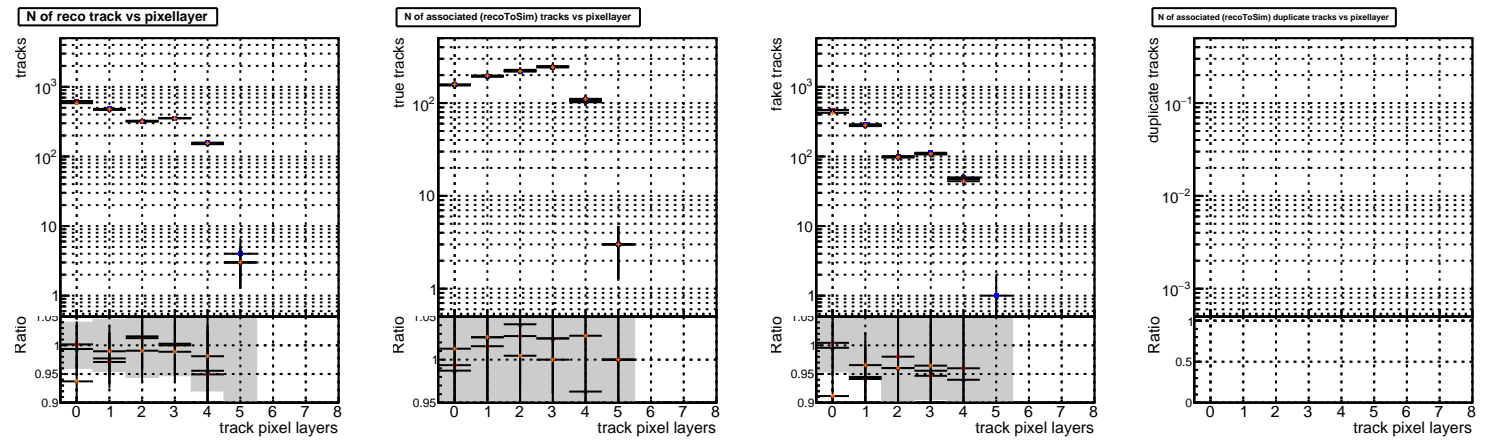 N of reco track vs pixellayer
tracks
10³
10²
10
1
Ratio
1.05
1
0.95
0.9
0 1 2 3 4 5 6 7 8
track pixel layers
N of associated (recoToSim) tracks vs pixellayer
true tracks
10²
10
1
Ratio
1.05
1
0.95
0 1 2 3 4 5 6 7 8
track pixel layers
fake tracks
10³
10²
10
1
Ratio
1.05
1
0.95
0.9
0 1 2 3 4 5 6 7 8
track pixel layers
N of associated (recoToSim) duplicate tracks vs pixellayer
duplicate tracks
10⁻¹
10⁻²
10⁻³
Ratio
1
0.5
0
0 1 2 3 4 5 6 7 8
track pixel layers